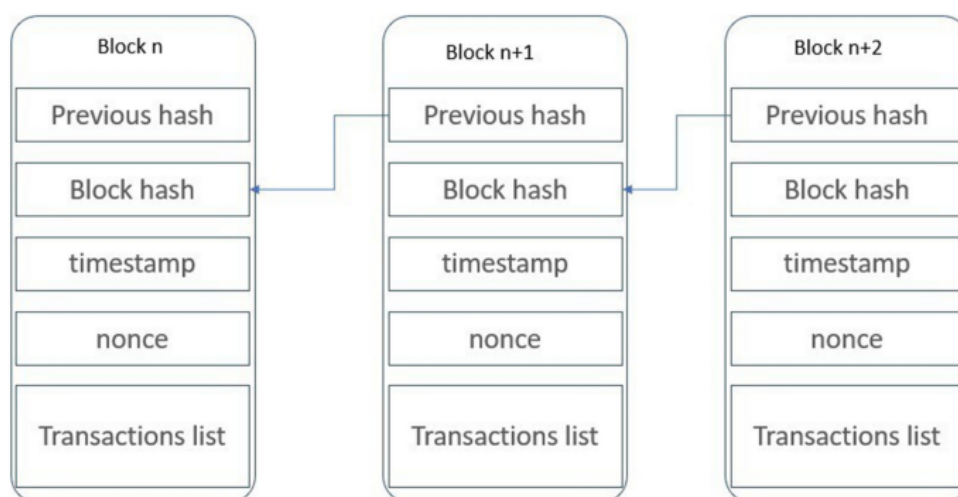 Block n
Previous hash
Block hash
timestamp
nonce
Transactions list
Block n+1
Previous hash
Block hash
timestamp
nonce
Transactions list
Block n+2
Previous hash
Block hash
timestamp
nonce
Transactions list